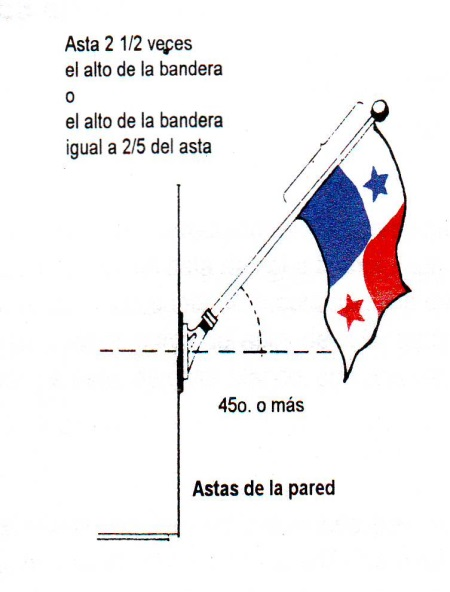 Asta 2 1/2 veces
el alto de la bandera
o
el alto de la bandera
igual a 2/5 del asta
45o. o más
Astas de la pared